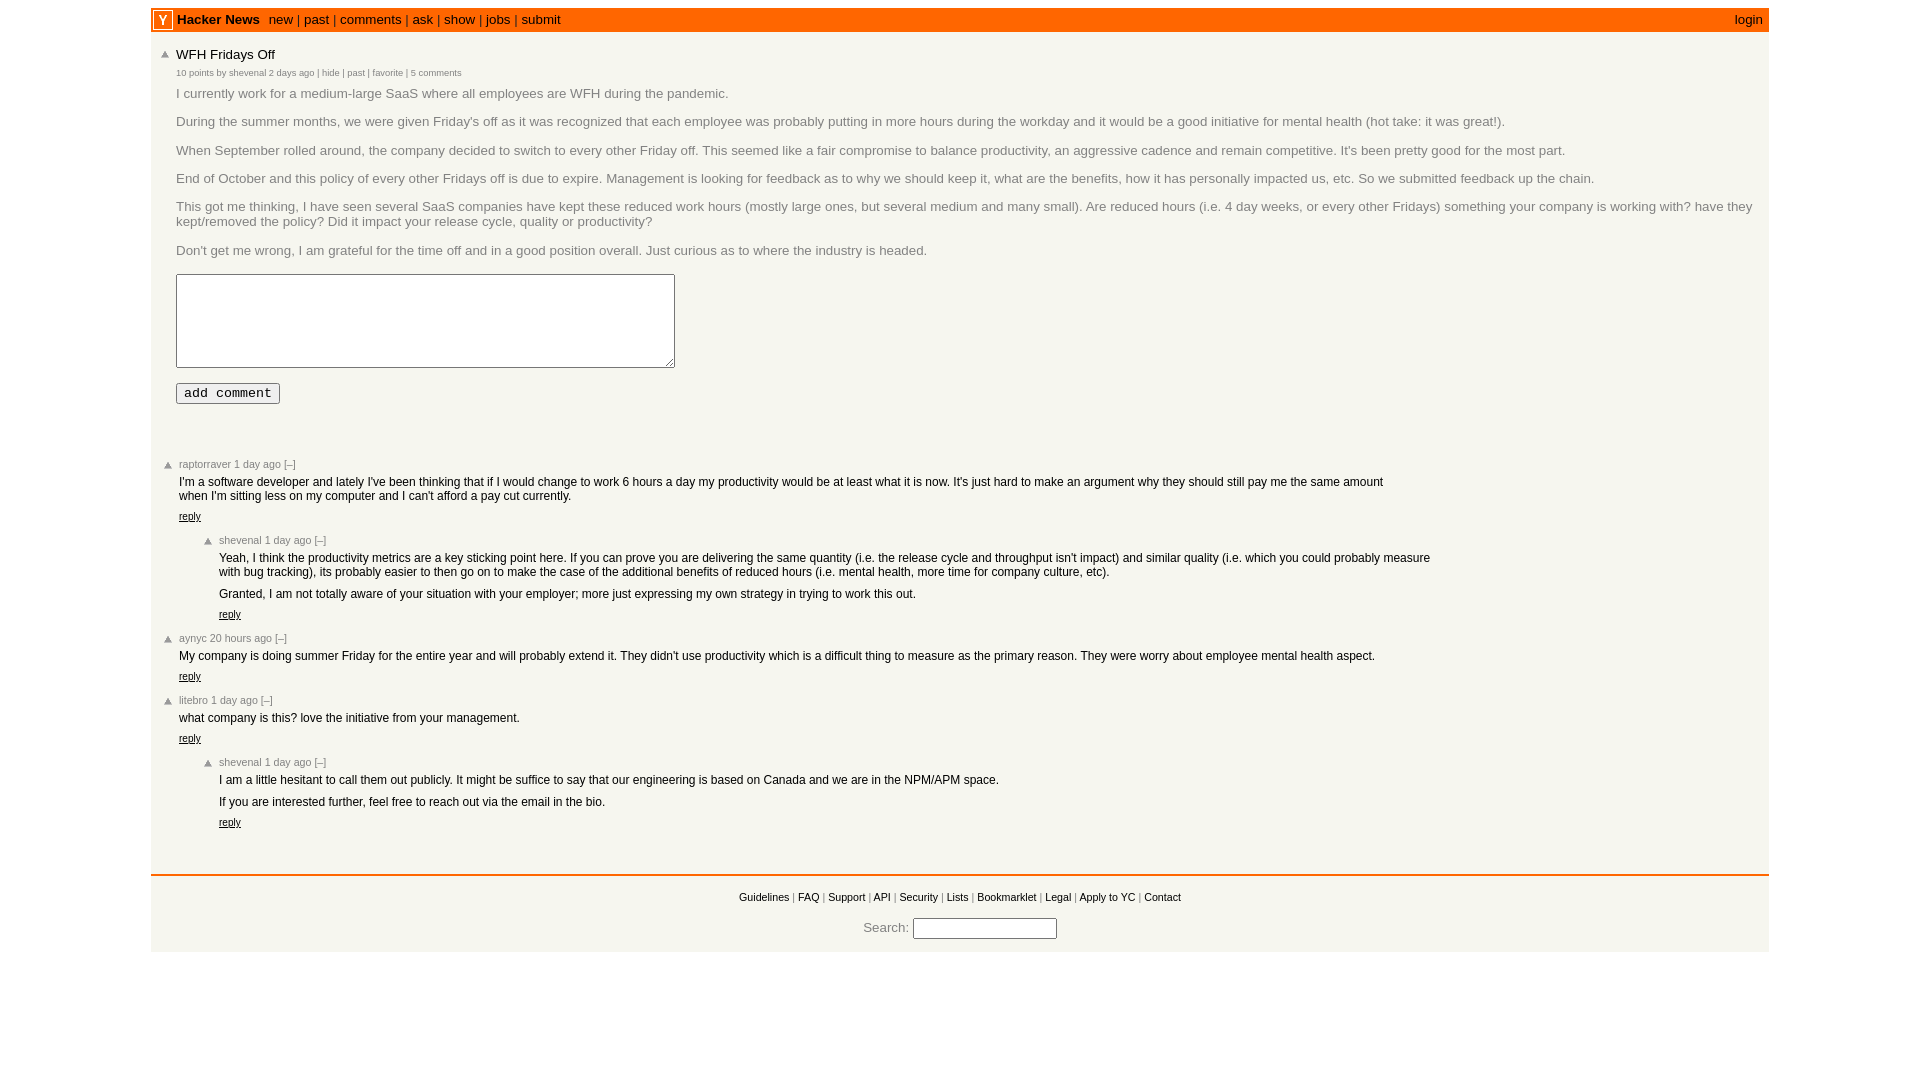 Y Hacker News new | past | comments | ask | show | jobs | submit login
WFH Fridays Off
10 points by shevenal 2 days ago | hide | past | favorite | 5 comments
I currently work for a medium-large SaaS where all employees are WFH during the pandemic.
During the summer months, we were given Friday's off as it was recognized that each employee was probably putting in more hours during the workday and it would be a good initiative for mental health (hot take: it was great!).
When September rolled around, the company decided to switch to every other Friday off. This seemed like a fair compromise to balance productivity, an aggressive cadence and remain competitive. It's been pretty good for the most part.
End of October and this policy of every other Fridays off is due to expire. Management is looking for feedback as to why we should keep it, what are the benefits, how it has personally impacted us, etc. So we submitted feedback up the chain.
This got me thinking, I have seen several SaaS companies have kept these reduced work hours (mostly large ones, but several medium and many small). Are reduced hours (i.e. 4 day weeks, or every other Fridays) something your company is working with? have they
kept/removed the policy? Did it impact your release cycle, quality or productivity?
Don't get me wrong, I am grateful for the time off and in a good position overall. Just curious as to where the industry is headed.
add comment
raptorraver 1 day ago [–]
I'm a software developer and lately I've been thinking that if I would change to work 6 hours a day my productivity would be at least what it is now. It's just hard to make an argument why they should still pay me the same amount
when I'm sitting less on my computer and I can't afford a pay cut currently.
reply
shevenal 1 day ago [–]
Yeah, I think the productivity metrics are a key sticking point here. If you can prove you are delivering the same quantity (i.e. the release cycle and throughput isn't impact) and similar quality (i.e. which you could probably measure
with bug tracking), its probably easier to then go on to make the case of the additional benefits of reduced hours (i.e. mental health, more time for company culture, etc).
Granted, I am not totally aware of your situation with your employer; more just expressing my own strategy in trying to work this out.
reply
aynyc 20 hours ago [–]
My company is doing summer Friday for the entire year and will probably extend it. They didn't use productivity which is a difficult thing to measure as the primary reason. They were worry about employee mental health aspect.
reply
litebro 1 day ago [–]
what company is this? love the initiative from your management.
reply
shevenal 1 day ago [–]
I am a little hesitant to call them out publicly. It might be suffice to say that our engineering is based on Canada and we are in the NPM/APM space.
If you are interested further, feel free to reach out via the email in the bio.
reply
Guidelines | FAQ | Support | API | Security | Lists | Bookmarklet | Legal | Apply to YC | Contact
Search: